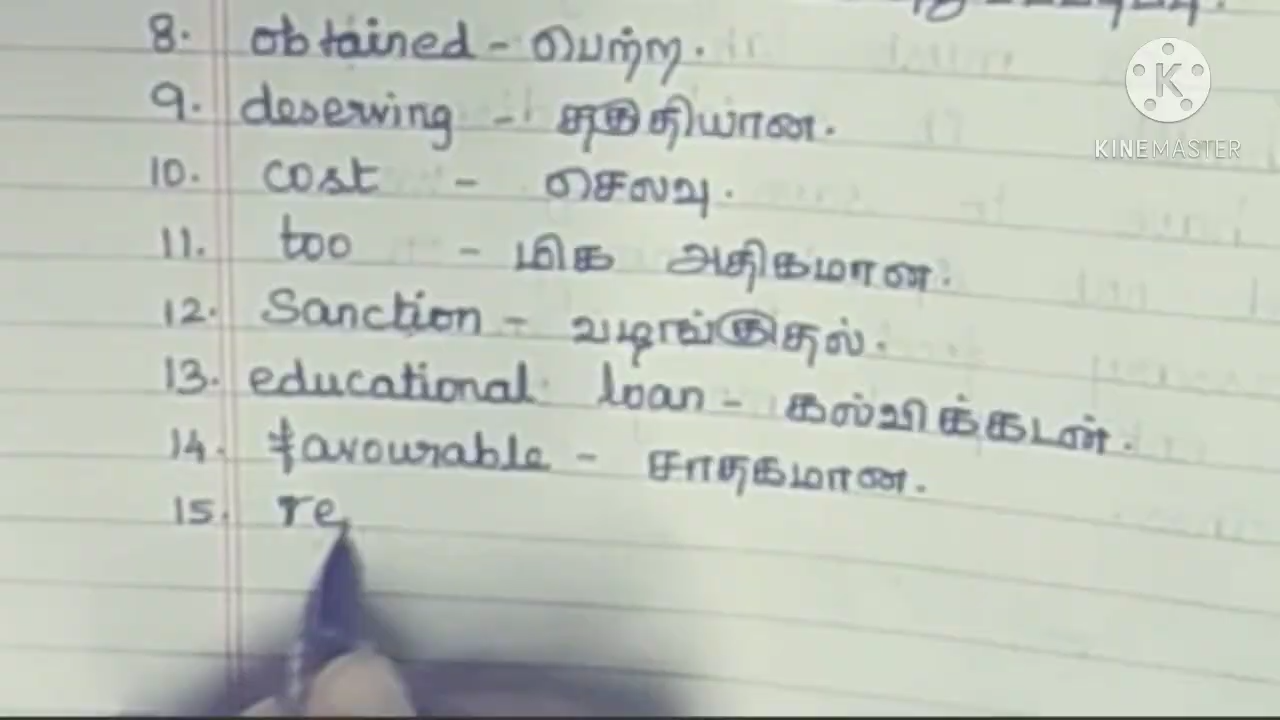 8. obtained - பெற்ற.
9. deserving - தகுதியான.
10. cost - செலவு.
11. too - மிக அதிகமான.
12. Sanction - வழங்குதல்.
13. educational loan - கல்விக்கடன்.
14. favourable - சாதகமான.
15. re
KINEMASTER